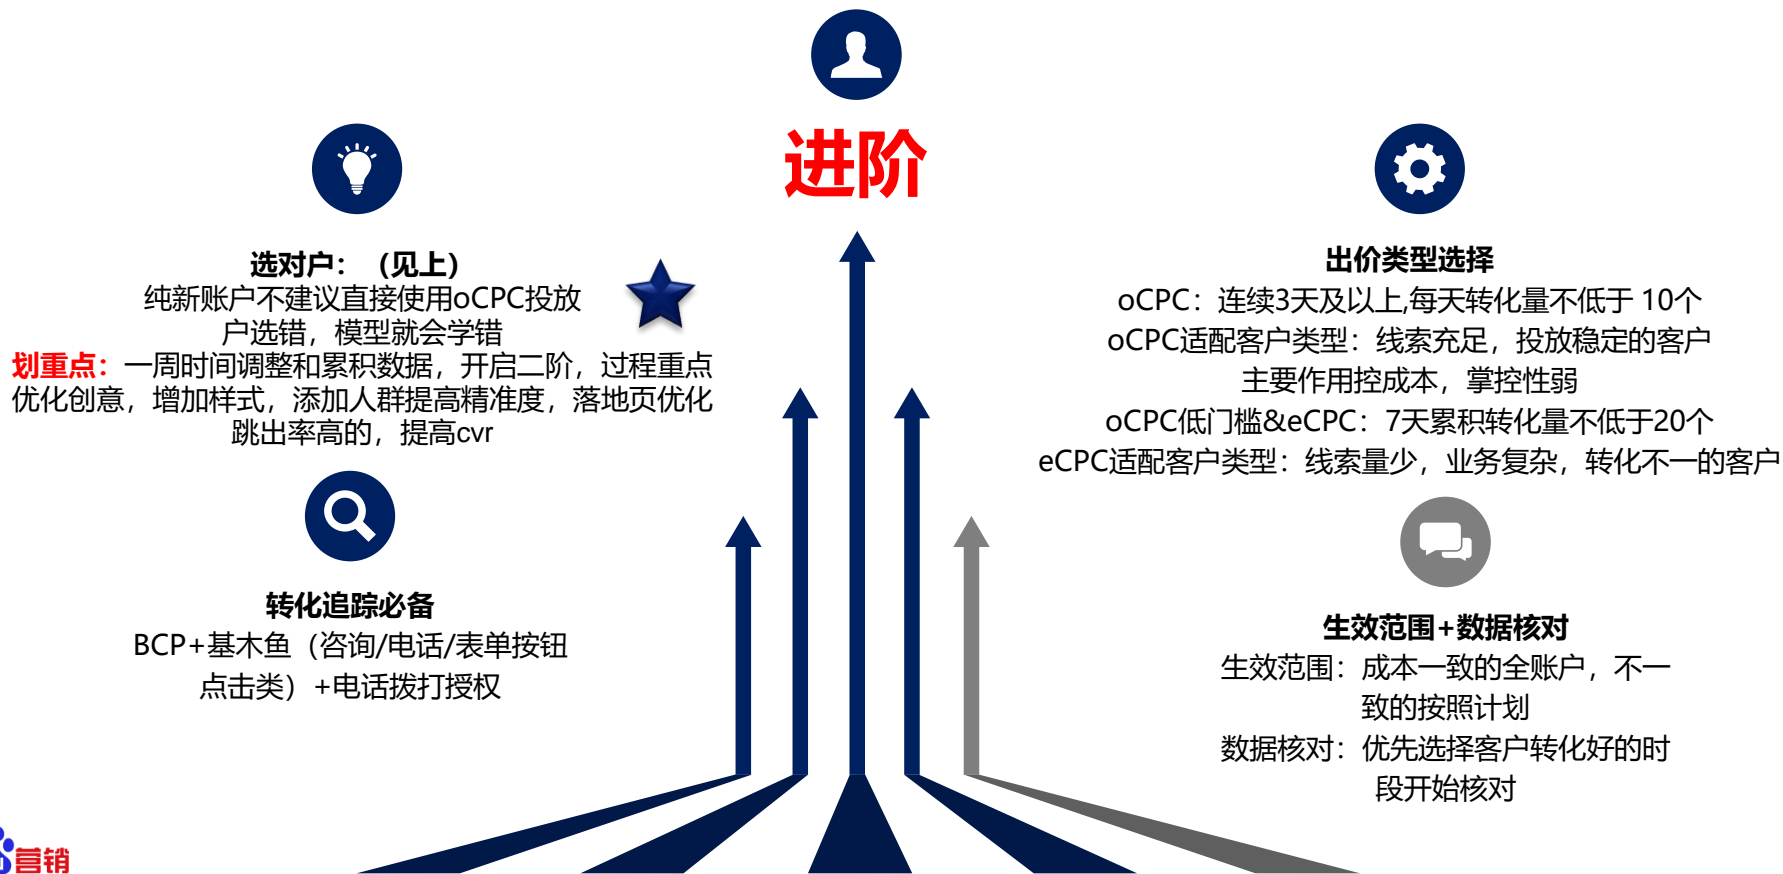 进阶
选对户：（见上）
纯新账户不建议直接使用oCPC投放
户选错，模型就会学错
划重点：一周时间调整和累积数据，开启二阶，过程重点
优化创意，增加样式，添加人群提高精准度，落地页优化
跳出率高的，提高cvr
转化追踪必备
BCP+基木鱼（咨询/电话/表单按钮
点击类）+电话拨打授权
出价类型选择
oCPC：连续3天及以上,每天转化量不低于 10个
oCPC适配客户类型：线索充足，投放稳定的客户
主要作用控成本，掌控性弱
oCPC低门槛&eCPC：7天累积转化量不低于20个
eCPC适配客户类型：线索量少，业务复杂，转化不一的客户
生效范围+数据核对
生效范围：成本一致的全账户，不一
致的按照计划
数据核对：优先选择客户转化好的时
段开始核对
营销